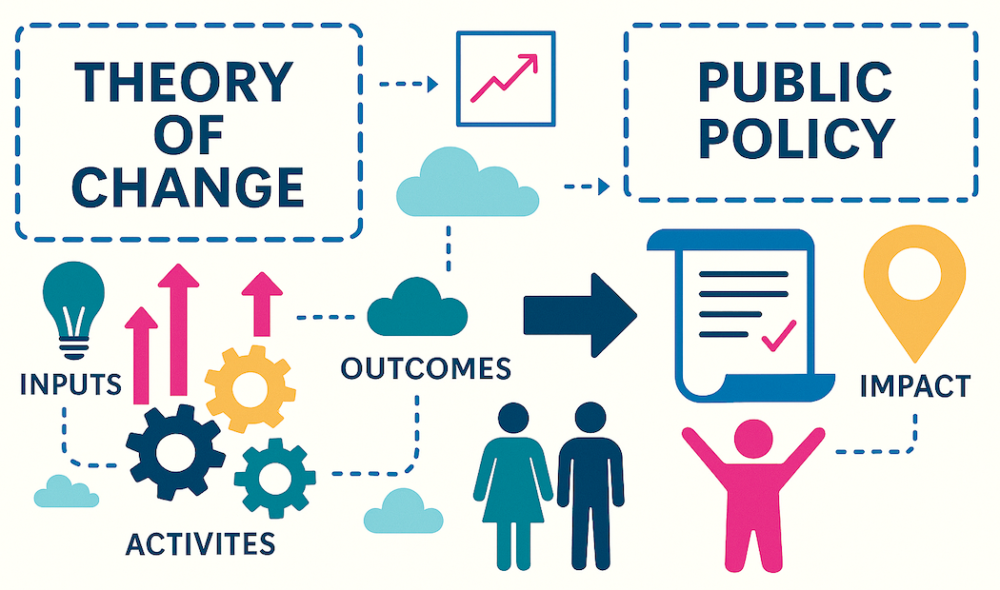 THEORY
OF
CHANGE
PUBLIC
POLICY
INPUTS
OUTCOMES
IMPACT
ACTIVITES